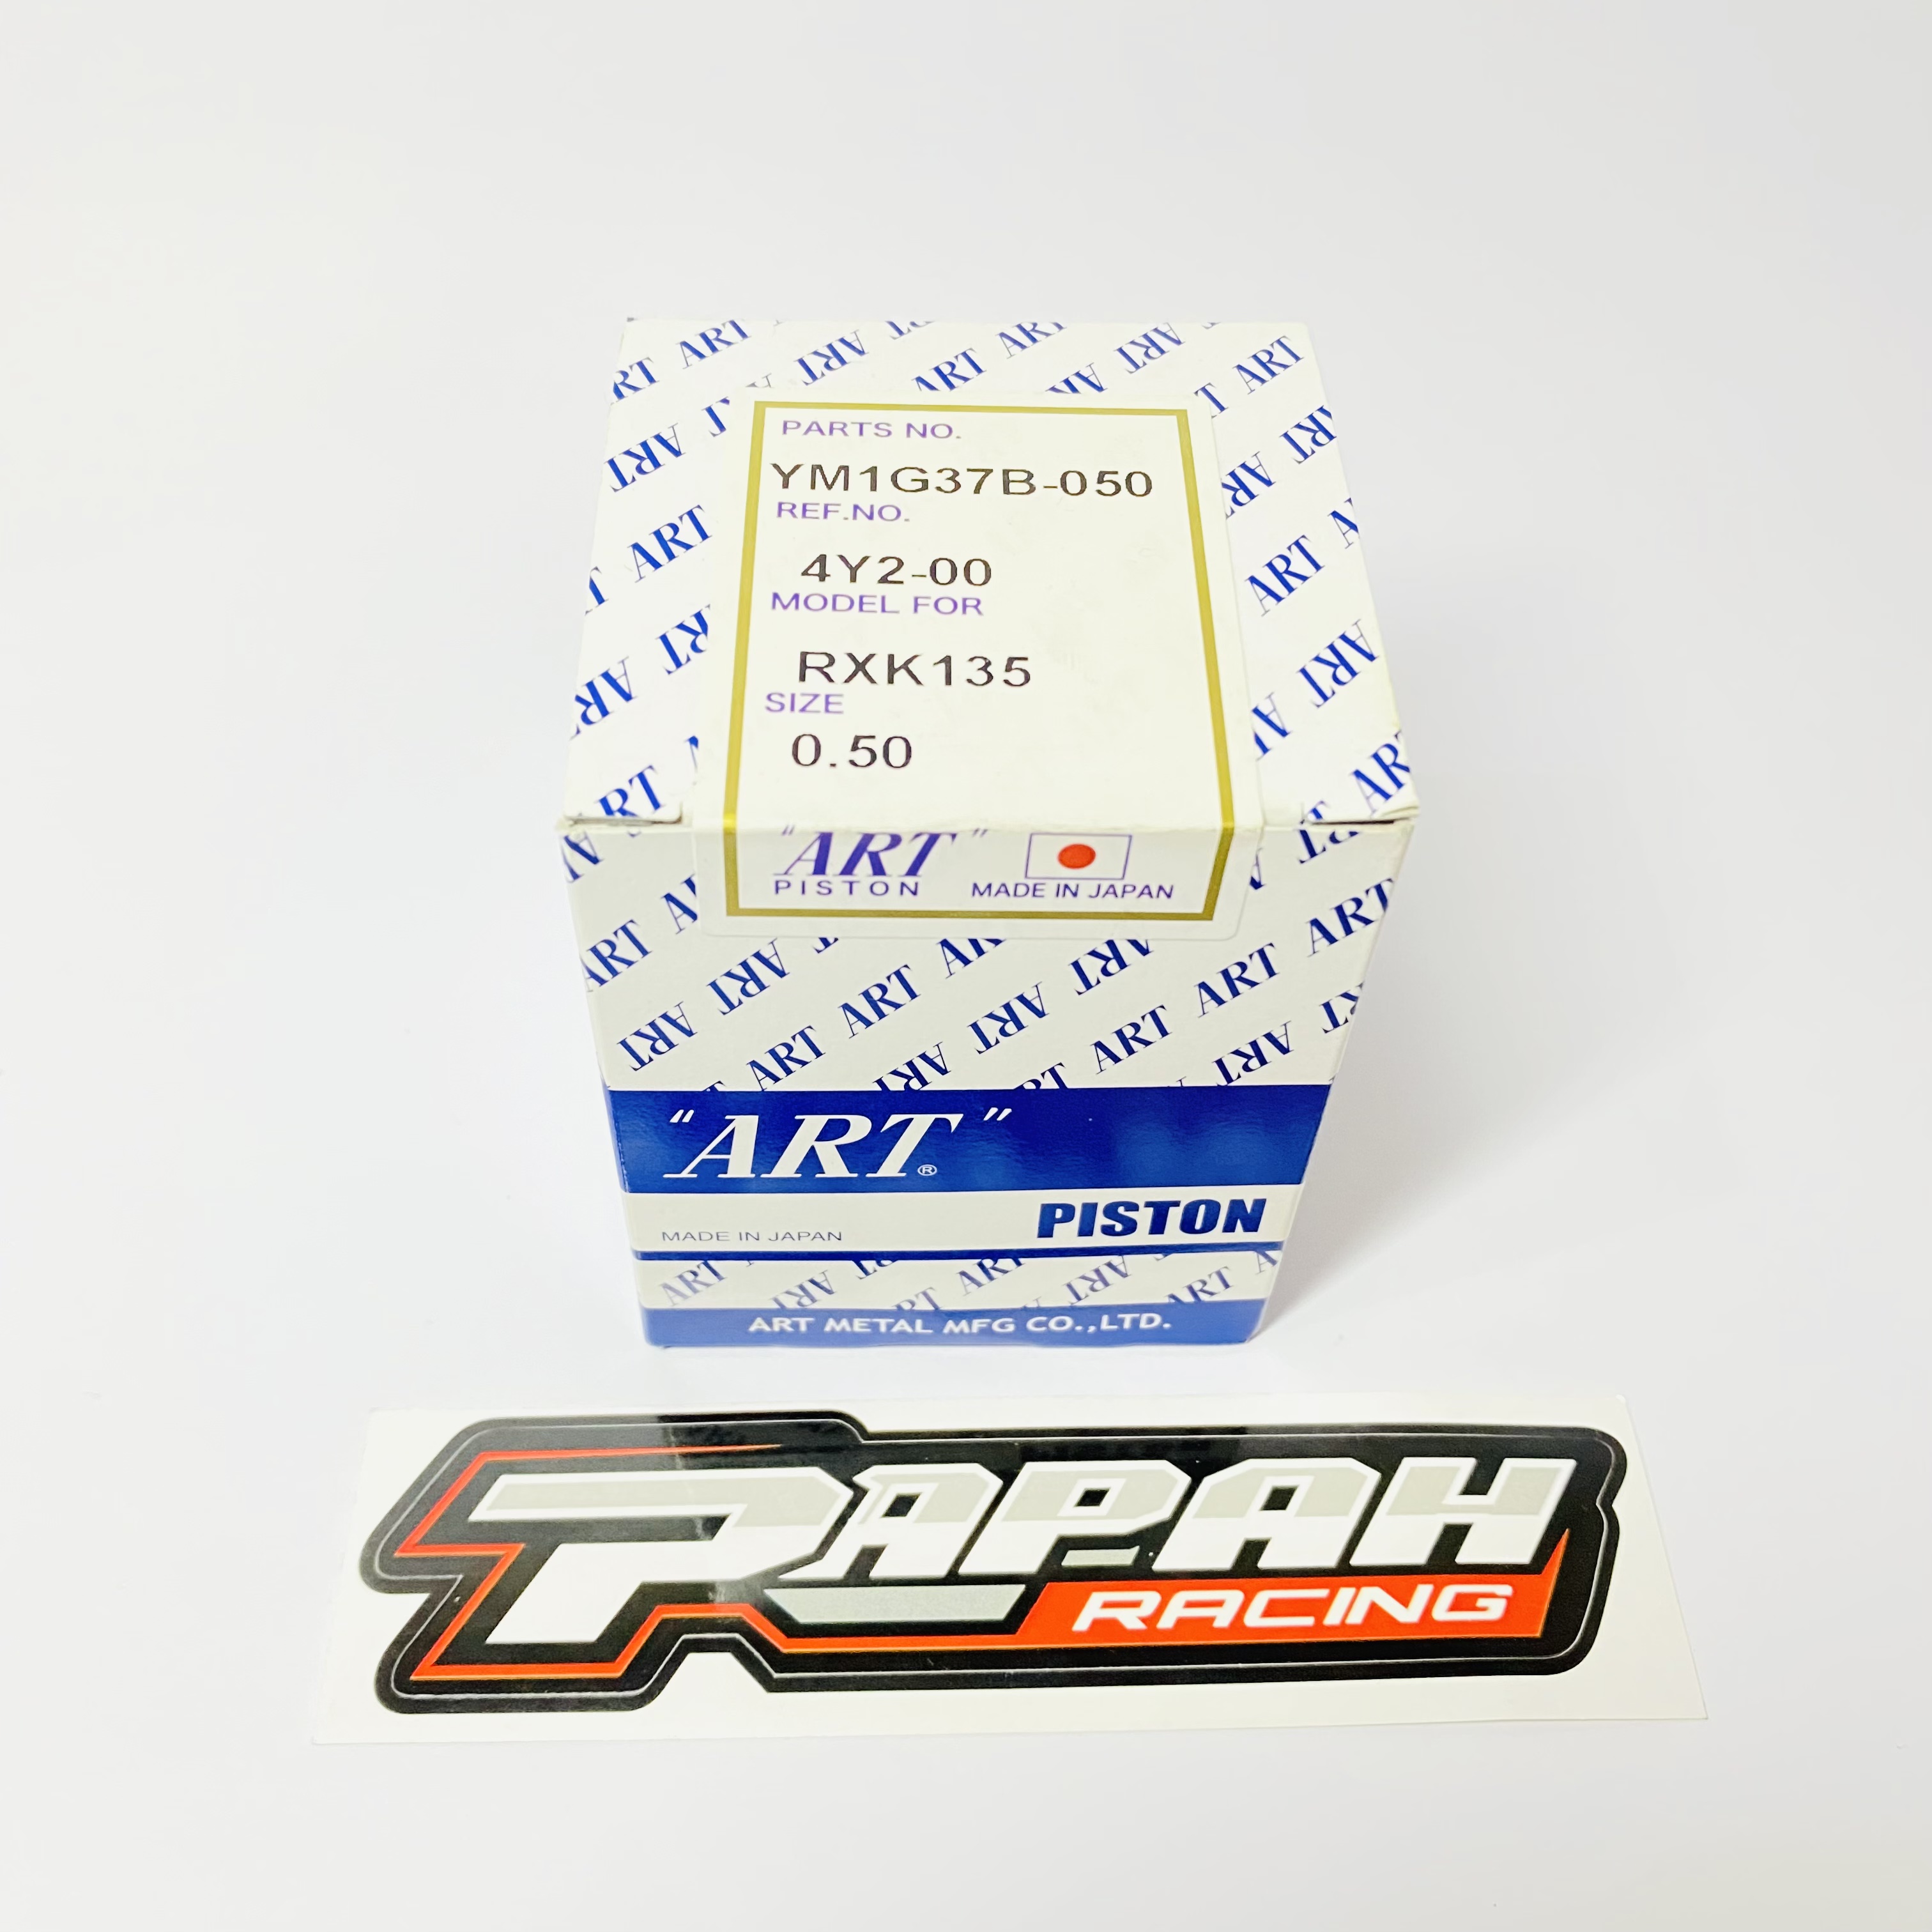 PARTS NO.
YM1G37B-050
REF.NO.
4Y2-00
MODEL FOR
RXK135
SIZE
0.50
"ART"
PISTON
MADE IN JAPAN
"ART"®
PISTON
MADE IN JAPAN
ART METAL MFG CO.,LTD.
RAPAH
RACING